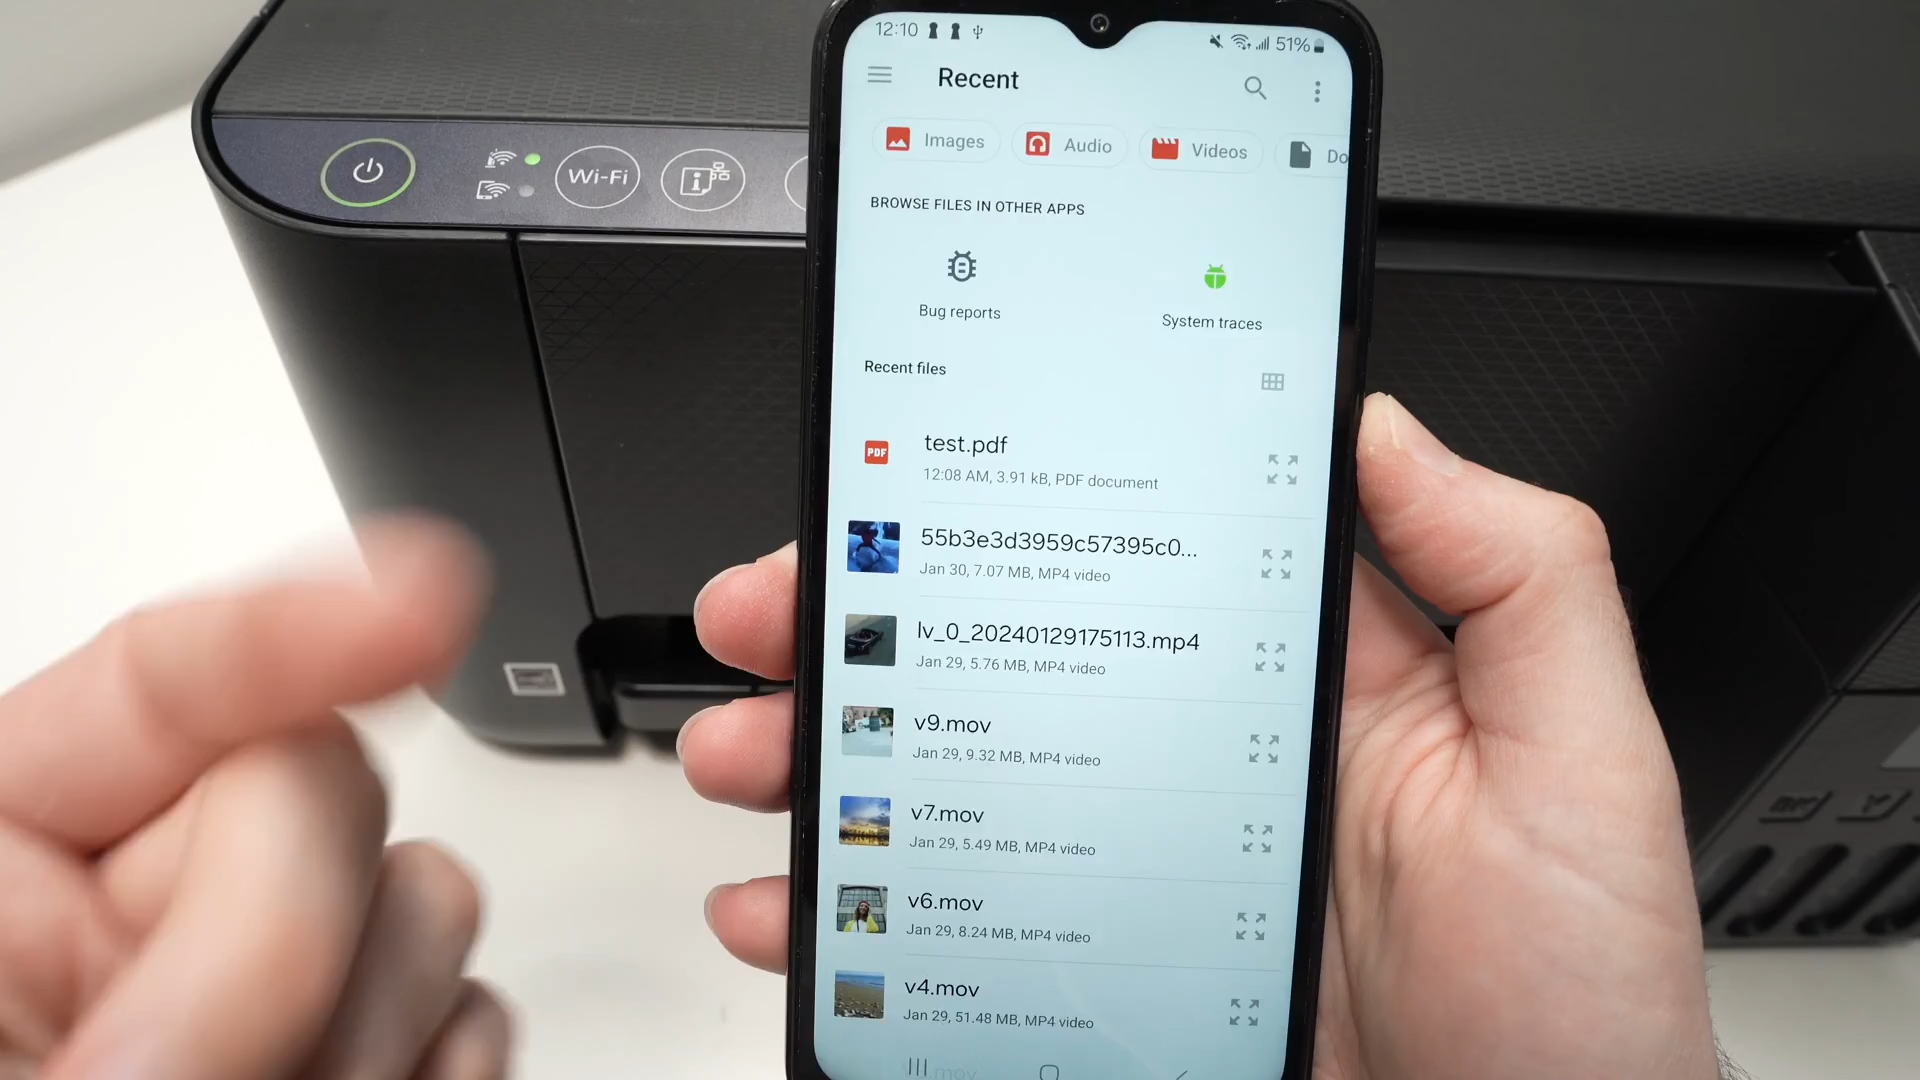 12:10
51%
Recent
Images
Audio
Videos
Do
BROWSE FILES IN OTHER APPS
Bug reports
System traces
Recent files
PDF
test.pdf
12:08 AM, 3.91 kB, PDF document
55b3e3d3959c57395c0...
Jan 30, 7.07 MB, MP4 video
lv_0_20240129175113.mp4
Jan 29, 5.76 MB, MP4 video
v9.mov
Jan 29, 9.32 MB, MP4 video
v7.mov
Jan 29, 5.49 MB, MP4 video
v6.mov
Jan 29, 8.24 MB, MP4 video
v4.mov
Jan 29, 51.48 MB, MP4 video
Wi-Fi
BK
Y